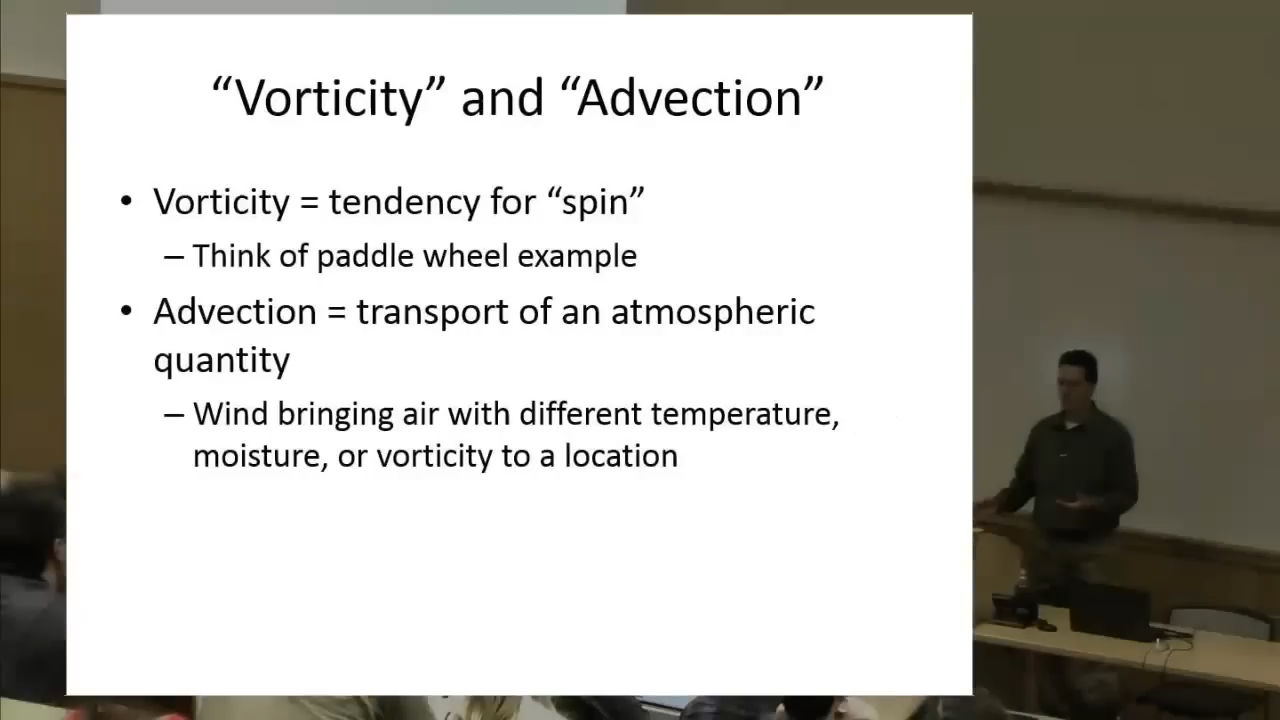 “Vorticity” and “Advection”
• Vorticity = tendency for “spin”
– Think of paddle wheel example
• Advection = transport of an atmospheric
quantity
– Wind bringing air with different temperature,
moisture, or vorticity to a location